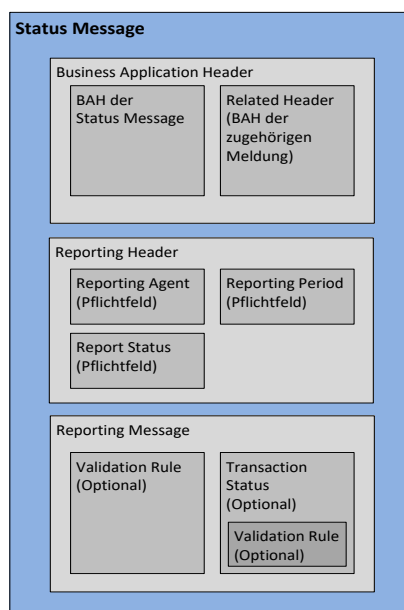 Status Message
Business Application Header
BAH der
Status Message
Related Header
(BAH der
zugehörigen
Meldung)
Reporting Header
Reporting Agent
(Pflichtfeld)
Reporting Period
(Pflichtfeld)
Report Status
(Pflichtfeld)
Reporting Message
Validation Rule
(Optional)
Transaction
Status
(Optional)
Validation Rule
(Optional)